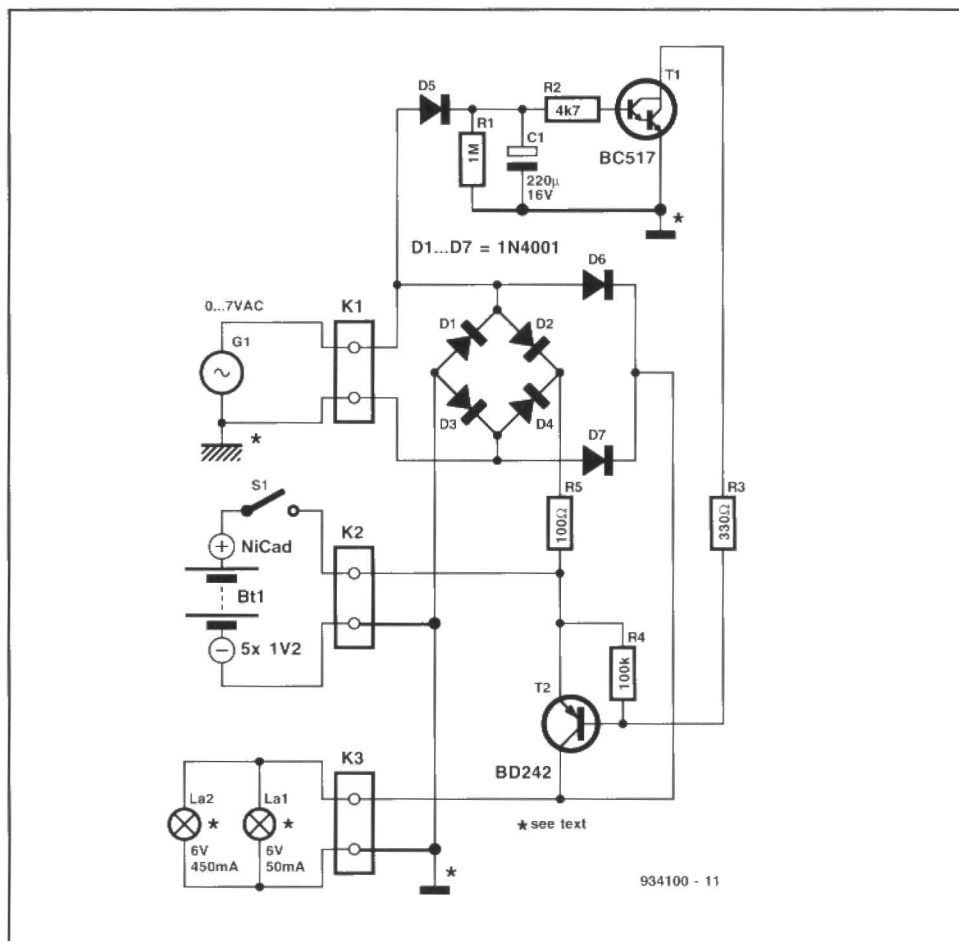 D5
R1
1M
C1
220µ
16V
R2
4k7
T1
BC517
*
D1...D7 = 1N4001
D6
0...7VAC
K1
G1
~
*
D1
D2
D3
D4
D7
R5
100Ω
R3
330Ω
S1
+ NiCad
Bt1
− 5x 1V2
K2
R4
100k
T2
BD242
K3
La2
*
6V
450mA
La1
*
6V
50mA
*
* see text
934100 - 11